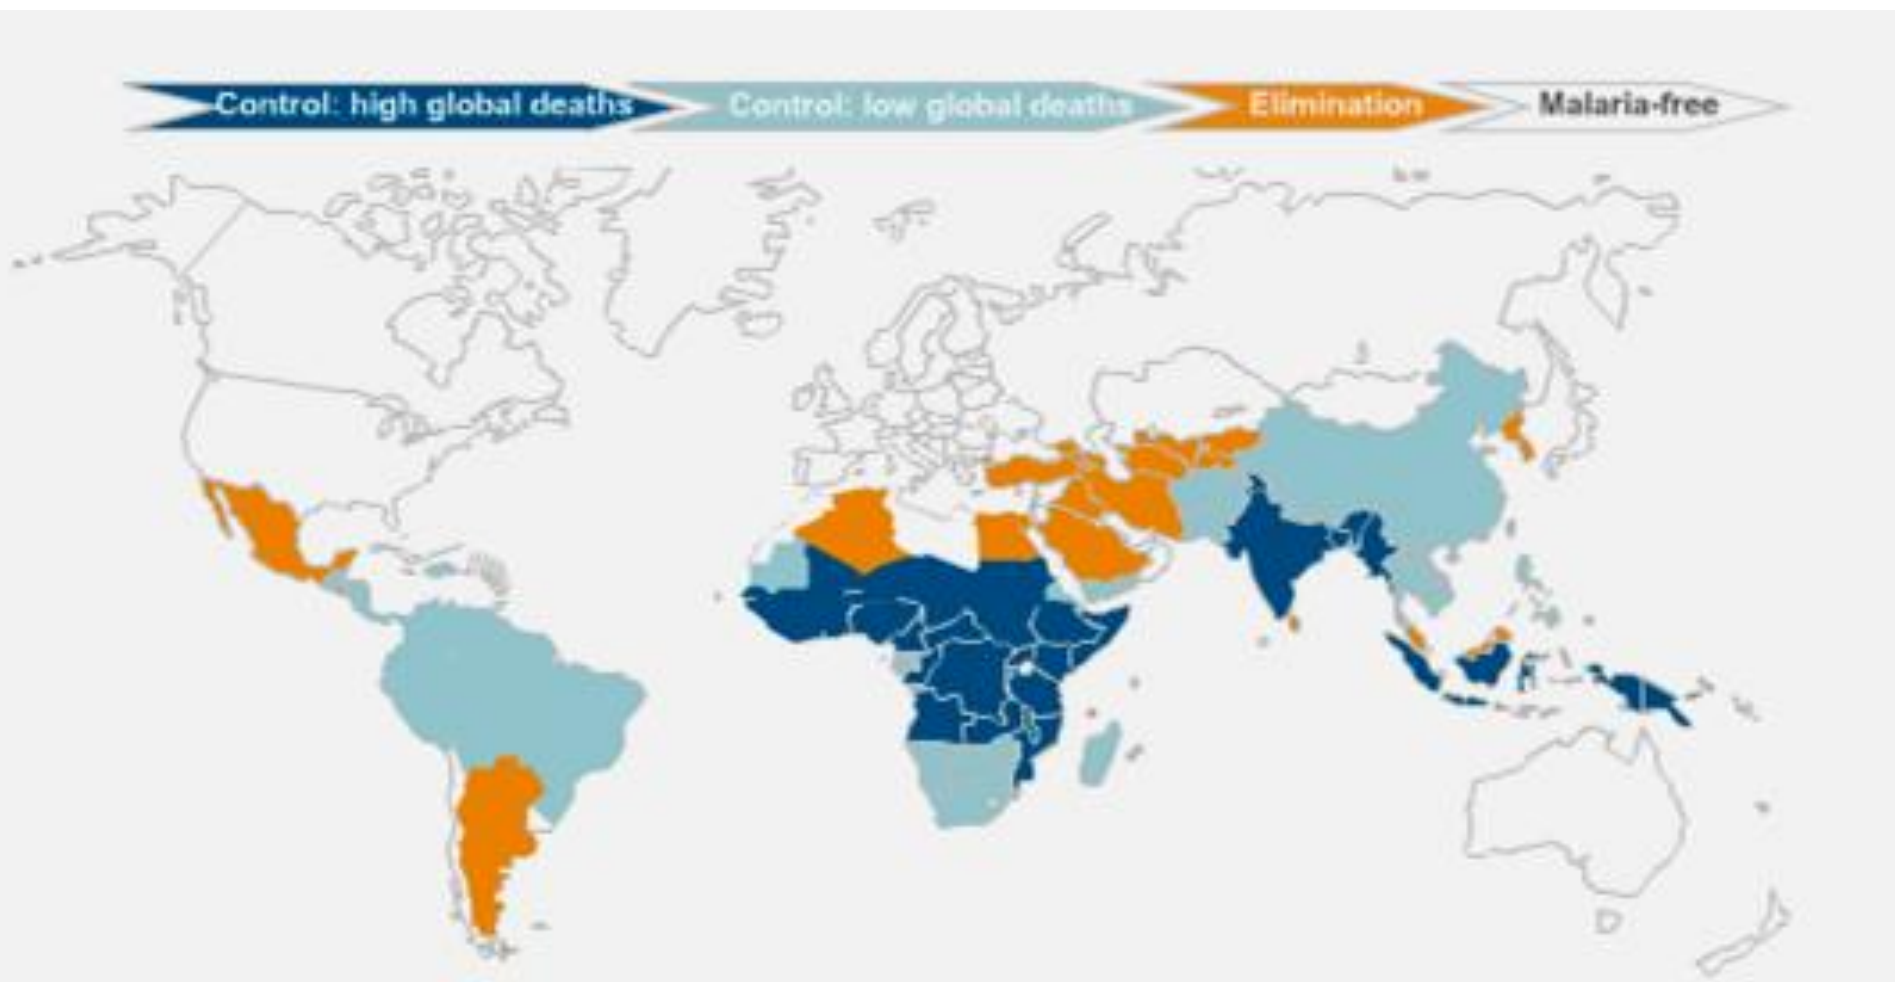 Control: high global deaths
Control: low global deaths
Elimination
Malaria-free